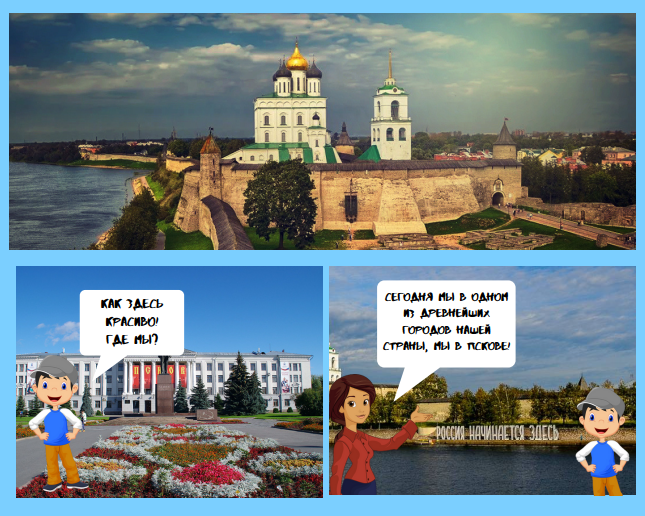 КАК ЗДЕСЬ
КРАСИВО!
ГДЕ МЫ?
СЕГОДНЯ МЫ В ОДНОМ
ИЗ ДРЕВНЕЙШИХ
ГОРОДОВ НАШЕЙ
СТРАНЫ, МЫ В ПСКОВЕ!
РОССИЯ НАЧИНАЕТСЯ ЗДЕСЬ